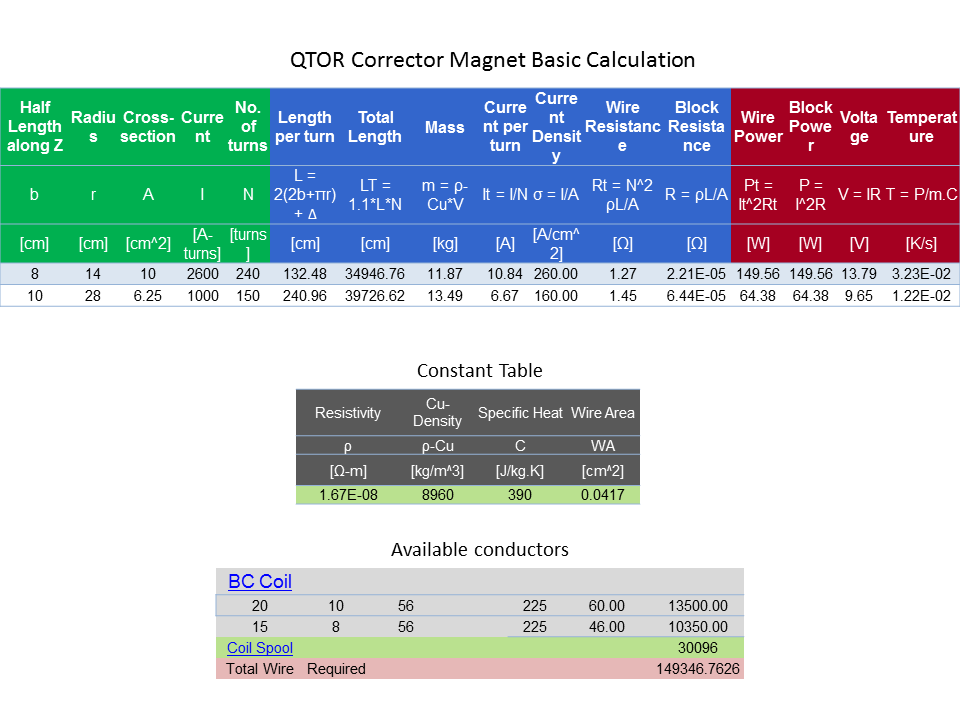 QTOR Corrector Magnet Basic Calculation
Half Length along Z Radius Cross-section Current No. of turns Length per turn Total Length Mass Current per turn Current Density Wire Resistance Block Resistance Wire Power Block Power Voltage Temperature
b r A I N L = 2(2b+πr) + Δ LT = 1.1*L*N m = ρ-Cu*V It = I/N σ = I/A Rt = N^2 ρL/A R = ρL/A Pt = It^2Rt P = I^2R V = IR T = P/m.C
[cm] [cm] [cm^2] [A-turns] [turns] [cm] [cm] [kg] [A] [A/cm^2] [Ω] [Ω] [W] [W] [V] [K/s]
8 14 10 2600 240 132.48 34946.76 11.87 10.84 260.00 1.27 2.21E-05 149.56 149.56 13.79 3.23E-02
10 28 6.25 1000 150 240.96 39726.62 13.49 6.67 160.00 1.45 6.44E-05 64.38 64.38 9.65 1.22E-02
Constant Table
Resistivity Cu-Density Specific Heat Wire Area
ρ ρ-Cu C WA
[Ω-m] [kg/m^3] [J/kg.K] [cm^2]
1.67E-08 8960 390 0.0417
Available conductors
BC Coil
20 10 56 225 60.00 13500.00
15 8 56 225 46.00 10350.00
Coil Spool 30096
Total Wire Required 149346.7626